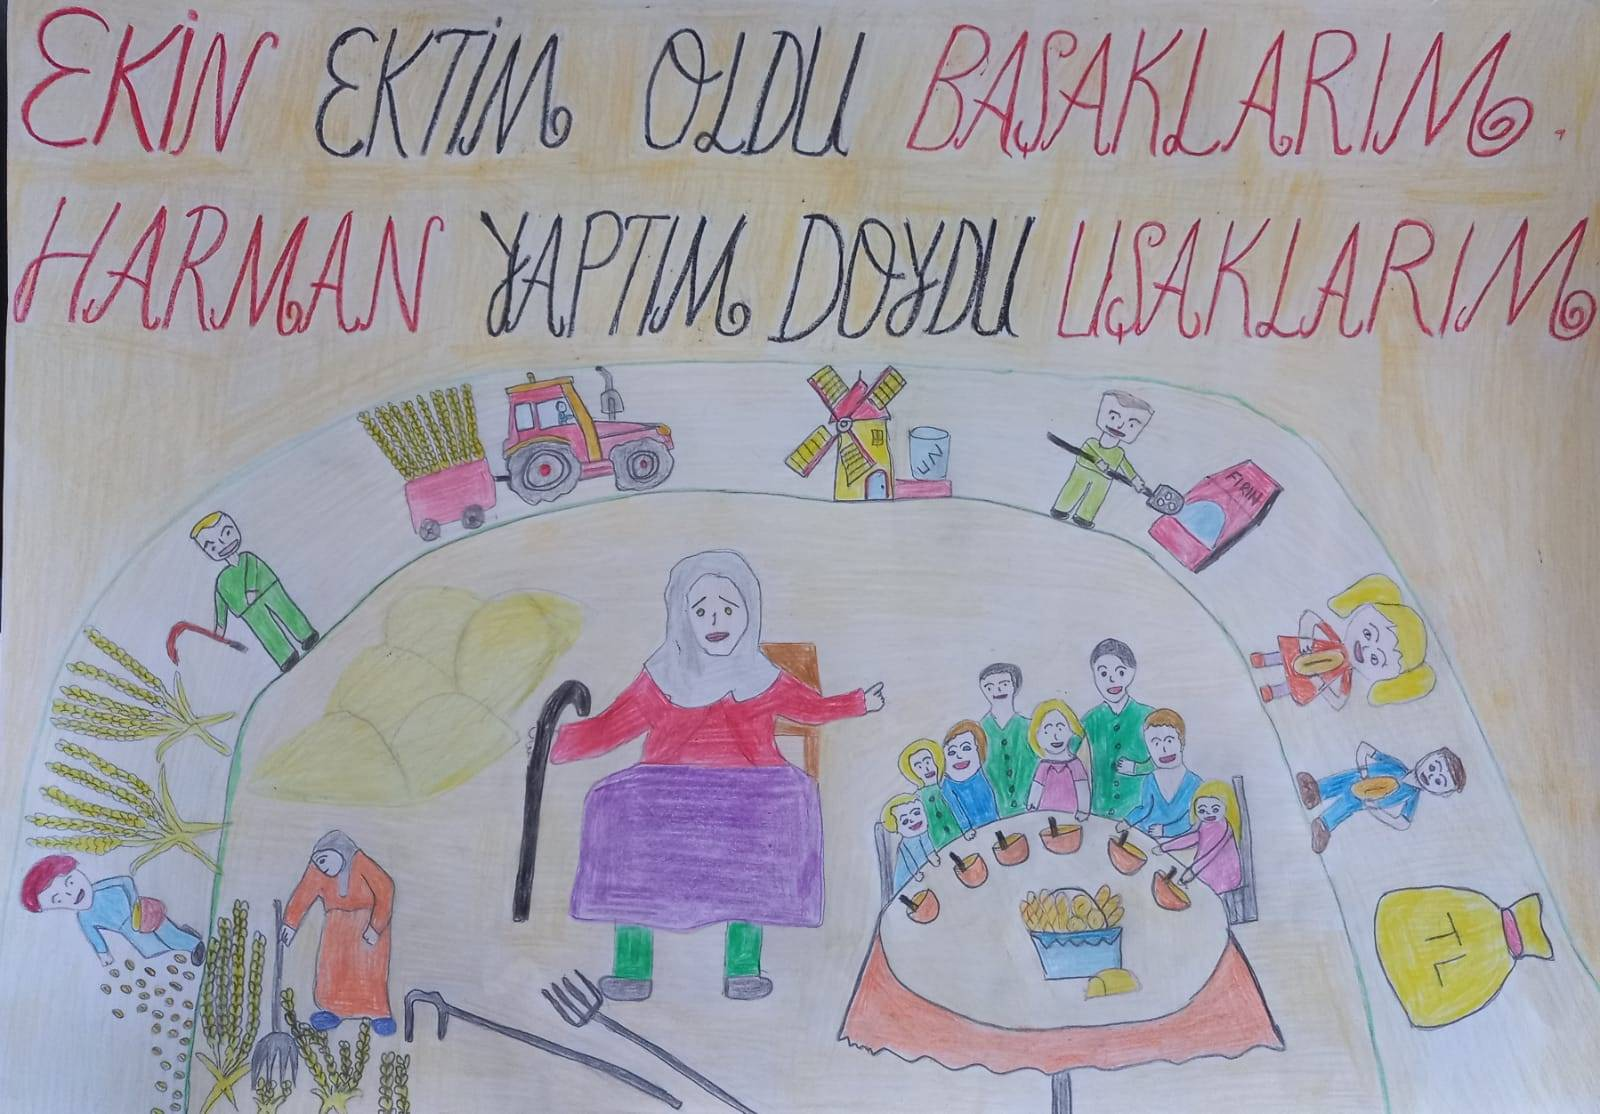 EKİN EKTİM OLDU BAŞAKLARIM.
HARMAN YAPTIM DOYDU UŞAKLARIM
UN
FIRIN
TL